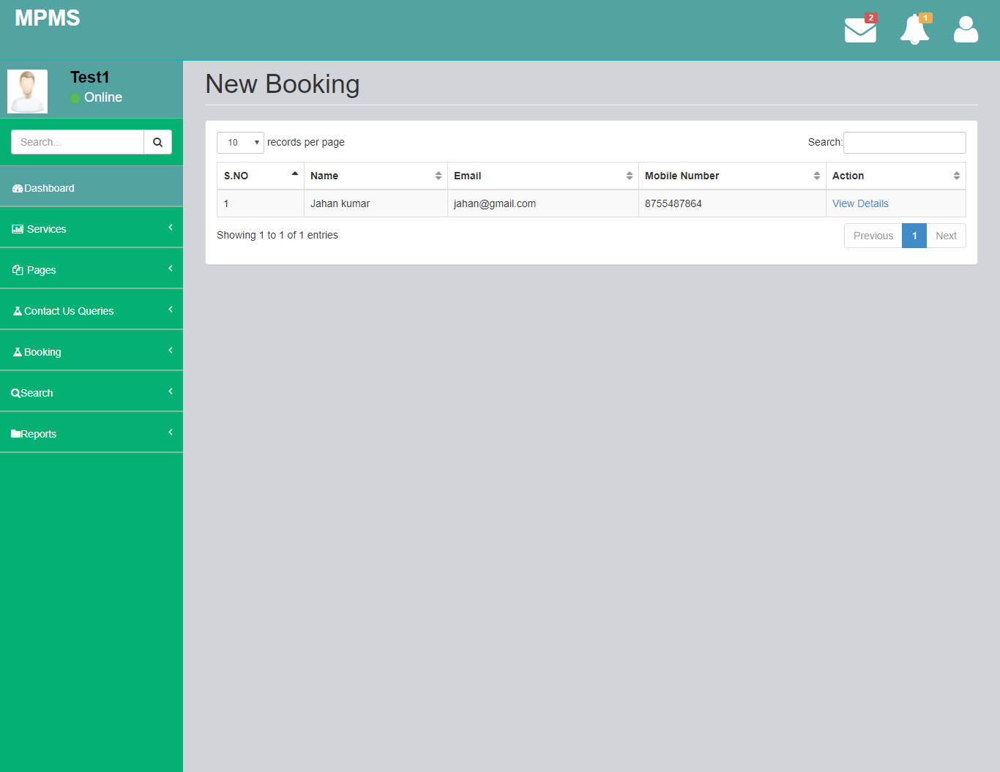 MPMS
2
1
Test1
Online
Search...
Dashboard
Services
Pages
Contact Us Queries
Booking
Search
Reports
New Booking
10 records per page Search:
S.NO Name Email Mobile Number Action
1 Jahan kumar jahan@gmail.com 8755487864 View Details
Showing 1 to 1 of 1 entries Previous 1 Next